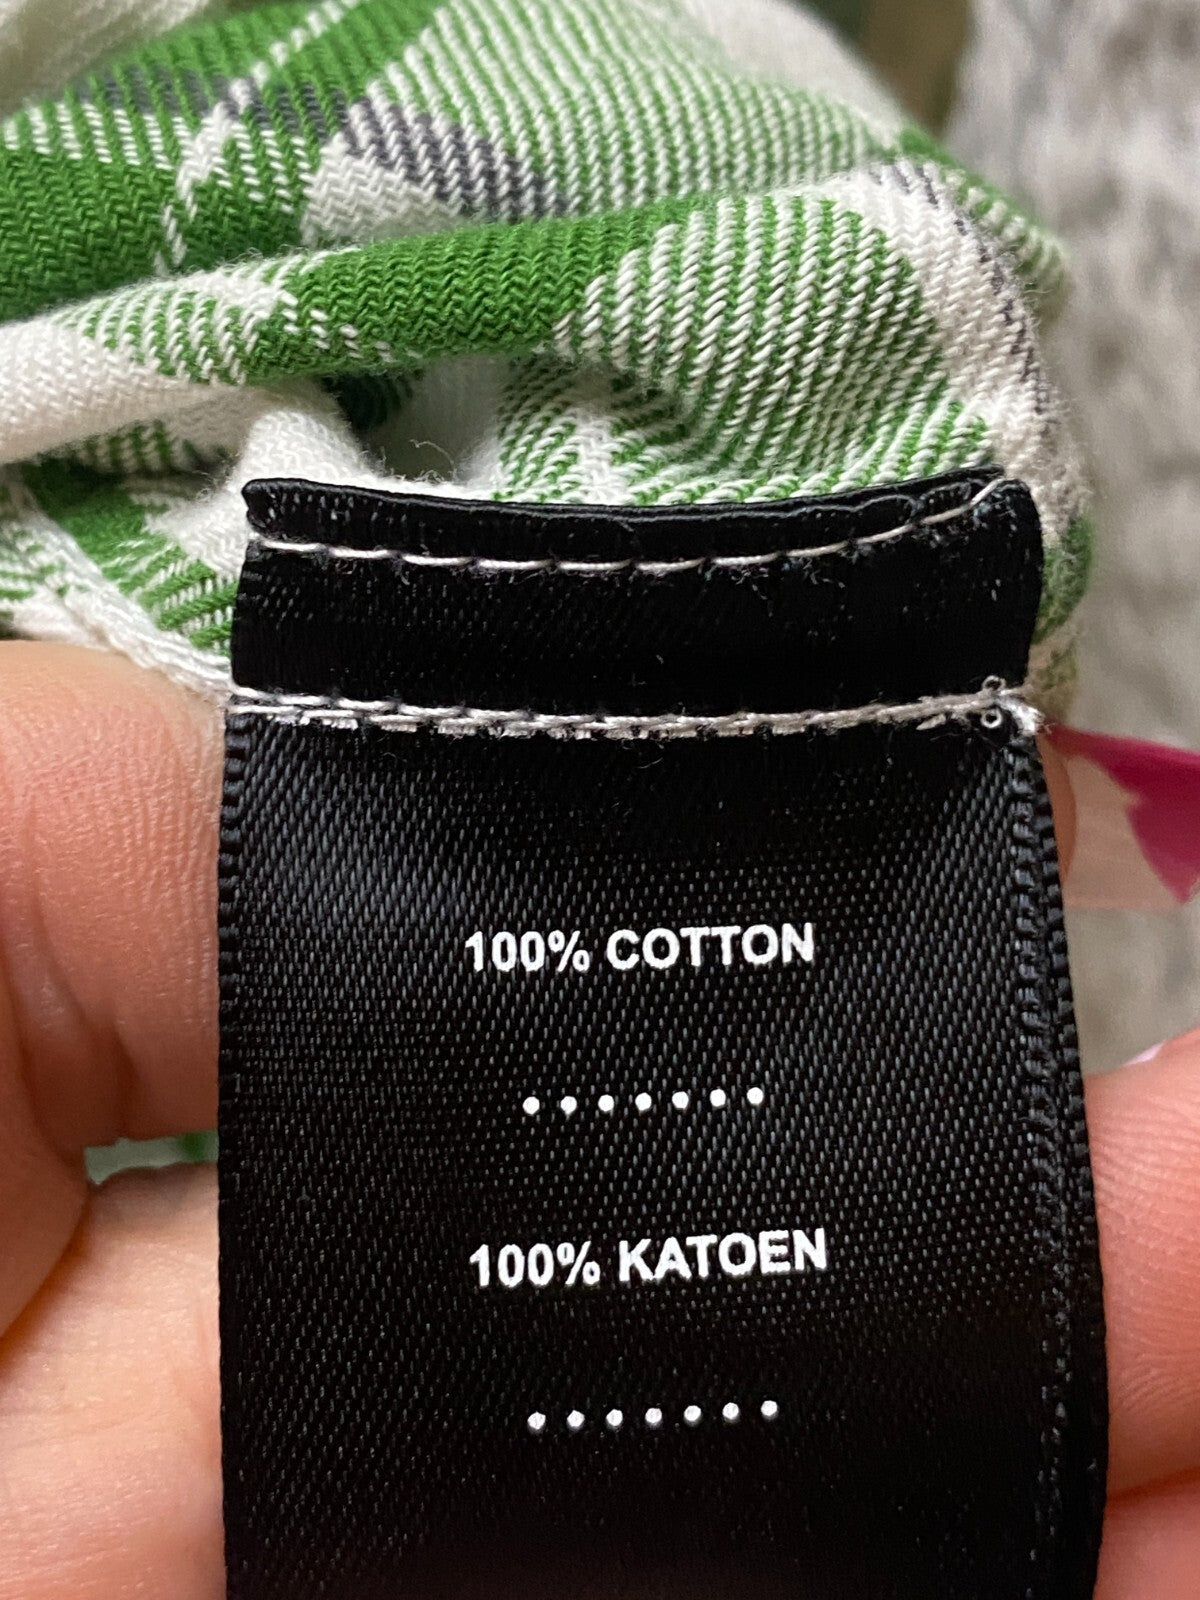 100% COTTON
.......
100% KATOEN
.......